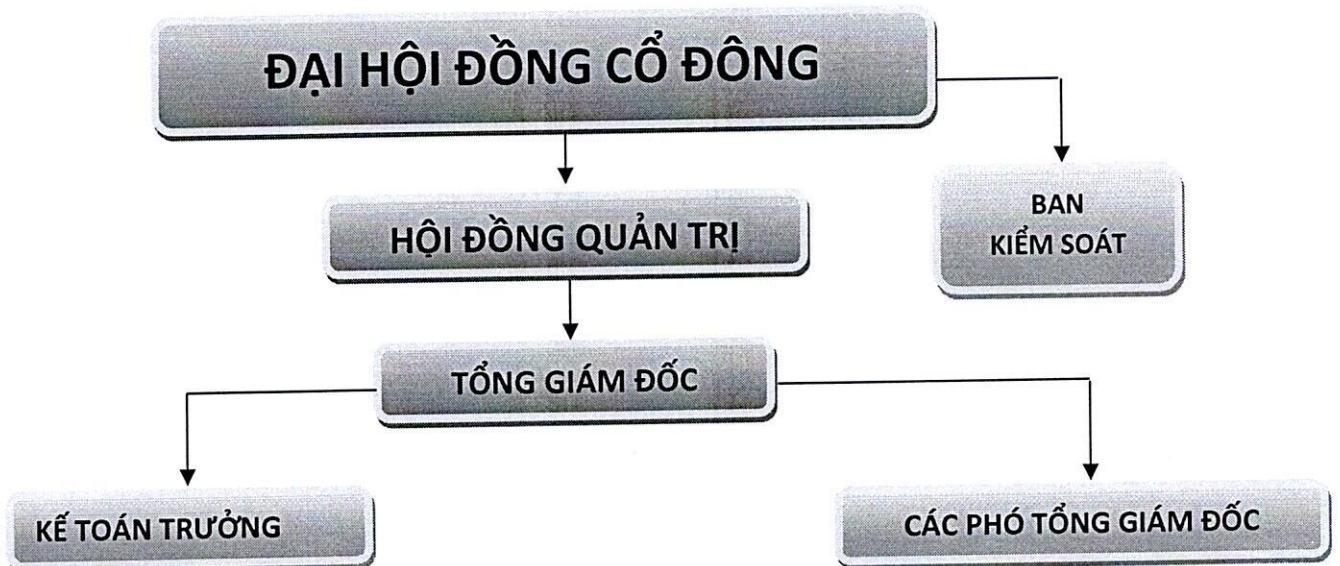 ĐẠI HỘI ĐỒNG CỔ ĐÔNG
BAN
KIỂM SOÁT
HỘI ĐỒNG QUẢN TRỊ
TỔNG GIÁM ĐỐC
KẾ TOÁN TRƯỞNG
CÁC PHÓ TỔNG GIÁM ĐỐC